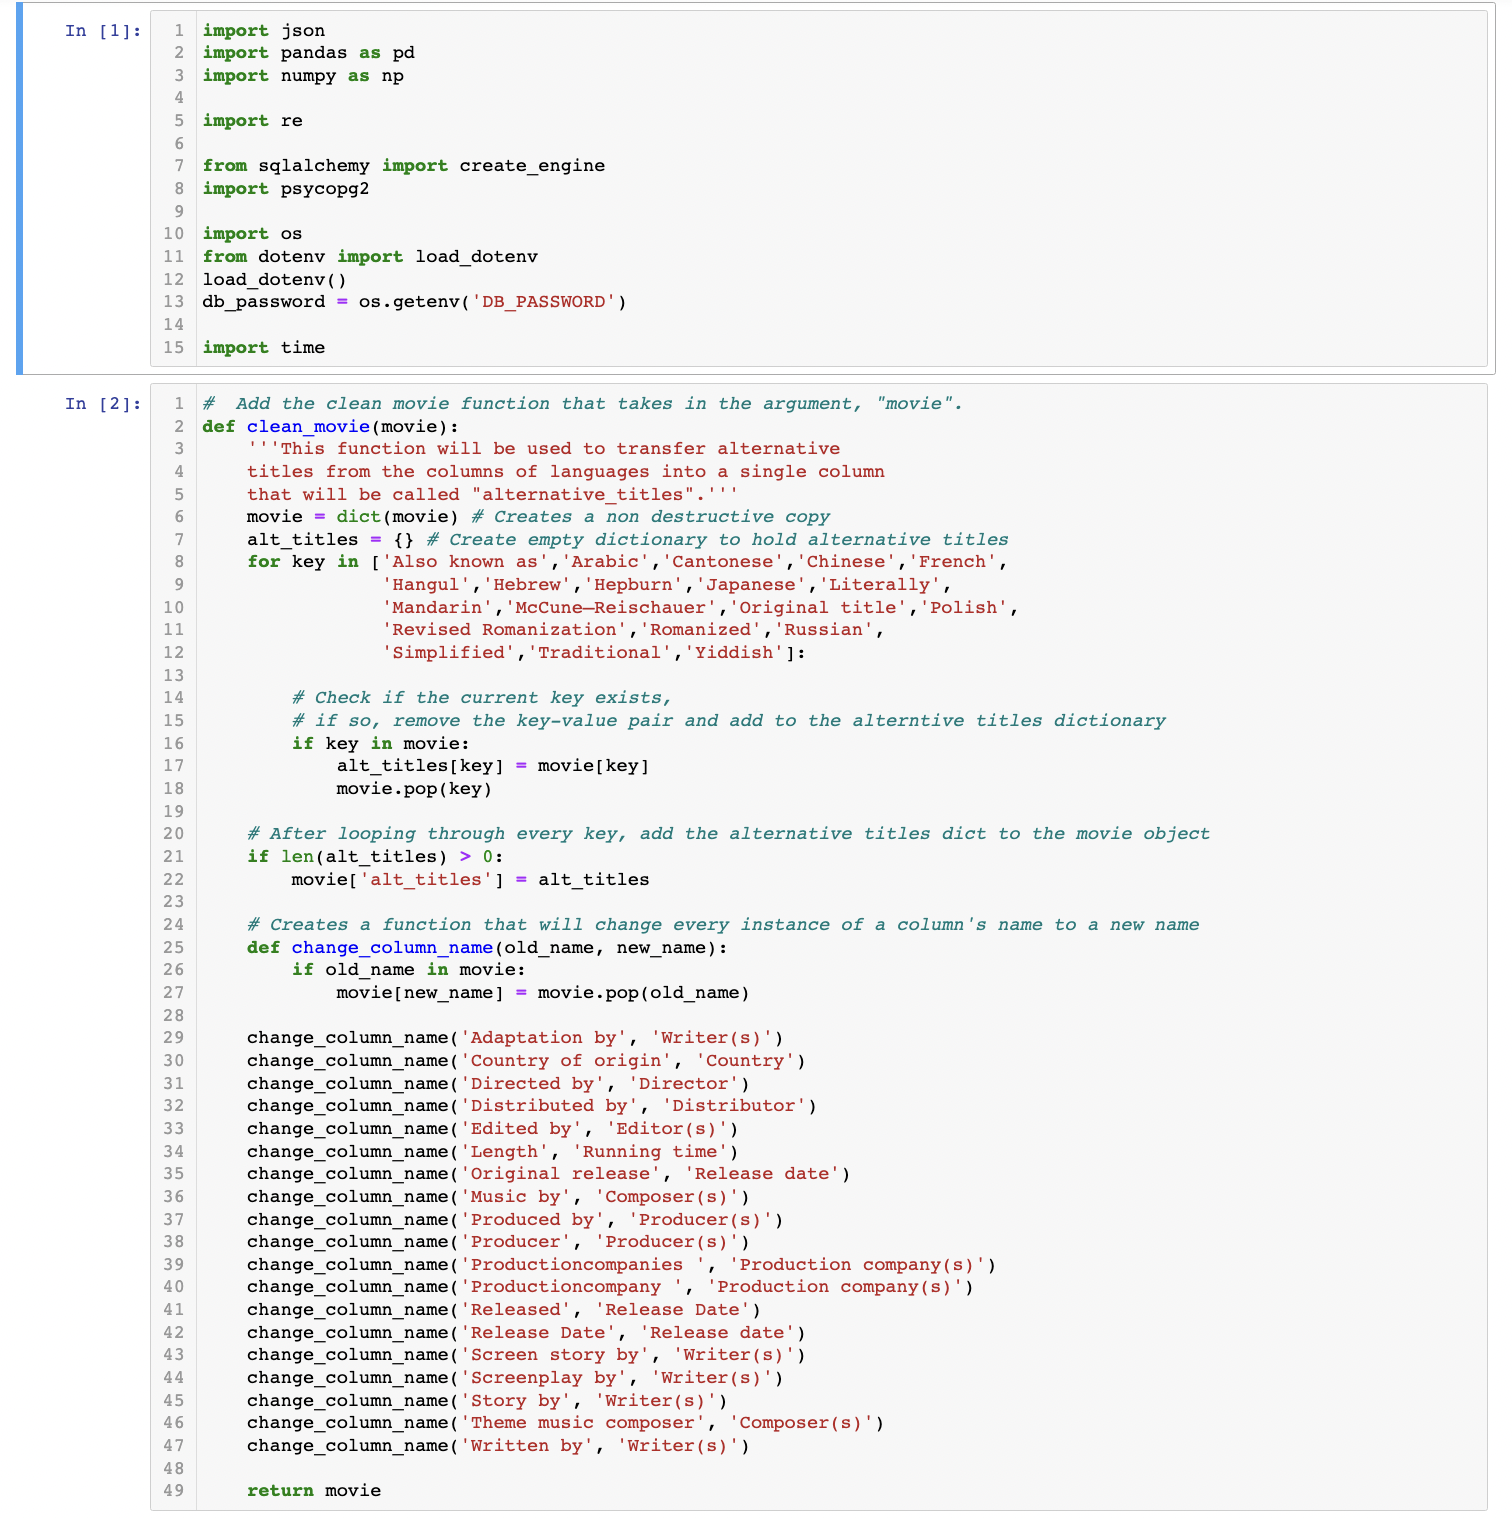 In [1]:
1 import json
2 import pandas as pd
3 import numpy as np
4
5 import re
6
7 from sqlalchemy import create_engine
8 import psycopg2
9
10 import os
11 from dotenv import load_dotenv
12 load_dotenv()
13 db_password = os.getenv('DB_PASSWORD')
14
15 import time
In [2]:
1 #  Add the clean movie function that takes in the argument, "movie".
2 def clean_movie(movie):
3     '''This function will be used to transfer alternative
4     titles from the columns of languages into a single column
5     that will be called "alternative_titles".'''
6     movie = dict(movie) # Creates a non destructive copy
7     alt_titles = {} # Create empty dictionary to hold alternative titles
8     for key in ['Also known as','Arabic','Cantonese','Chinese','French',
9                 'Hangul','Hebrew','Hepburn','Japanese','Literally',
10                 'Mandarin','McCune–Reischauer','Original title','Polish',
11                 'Revised Romanization','Romanized','Russian',
12                 'Simplified','Traditional','Yiddish']:
13
14         # Check if the current key exists,
15         # if so, remove the key-value pair and add to the alterntive titles dictionary
16         if key in movie:
17             alt_titles[key] = movie[key]
18             movie.pop(key)
19
20     # After looping through every key, add the alternative titles dict to the movie object
21     if len(alt_titles) > 0:
22         movie['alt_titles'] = alt_titles
23
24     # Creates a function that will change every instance of a column's name to a new name
25     def change_column_name(old_name, new_name):
26         if old_name in movie:
27             movie[new_name] = movie.pop(old_name)
28
29     change_column_name('Adaptation by', 'Writer(s)')
30     change_column_name('Country of origin', 'Country')
31     change_column_name('Directed by', 'Director')
32     change_column_name('Distributed by', 'Distributor')
33     change_column_name('Edited by', 'Editor(s)')
34     change_column_name('Length', 'Running time')
35     change_column_name('Original release', 'Release date')
36     change_column_name('Music by', 'Composer(s)')
37     change_column_name('Produced by', 'Producer(s)')
38     change_column_name('Producer', 'Producer(s)')
39     change_column_name('Productioncompanies ', 'Production company(s)')
40     change_column_name('Productioncompany ', 'Production company(s)')
41     change_column_name('Released', 'Release Date')
42     change_column_name('Release Date', 'Release date')
43     change_column_name('Screen story by', 'Writer(s)')
44     change_column_name('Screenplay by', 'Writer(s)')
45     change_column_name('Story by', 'Writer(s)')
46     change_column_name('Theme music composer', 'Composer(s)')
47     change_column_name('Written by', 'Writer(s)')
48
49     return movie